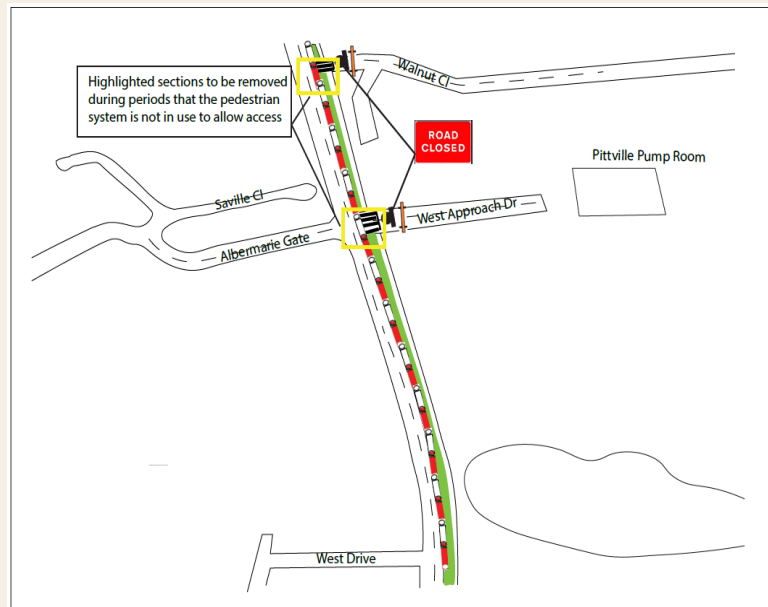 Highlighted sections to be removed
during periods that the pedestrian
system is not in use to allow access
Walnut Cl
ROAD
CLOSED
Pittville Pump Room
Saville Cl
West Approach Dr
Albermarie Gate
West Drive